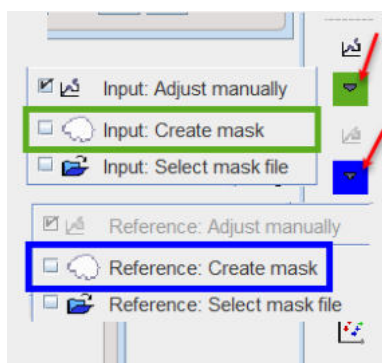 Input: Adjust manually
Input: Create mask
Input: Select mask file
Reference: Adjust manually
Reference: Create mask
Reference: Select mask file